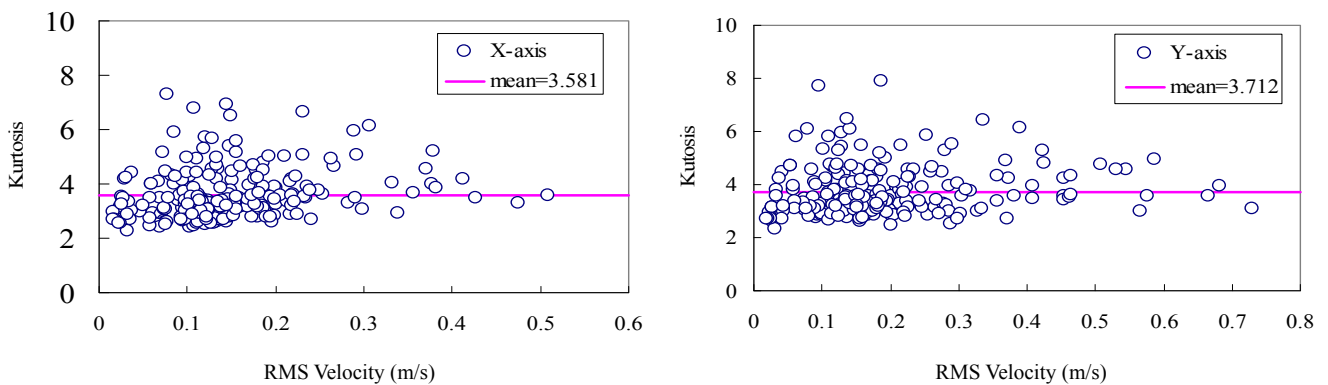 10
8
6
4
2
0
Kurtosis
X-axis
mean=3.581
0 0.1 0.2 0.3 0.4 0.5 0.6
RMS Velocity (m/s)
10
8
6
4
2
0
Kutosis
Y-axis
mean=3.712
0 0.1 0.2 0.3 0.4 0.5 0.6 0.7 0.8
RMS Velocity (m/s)